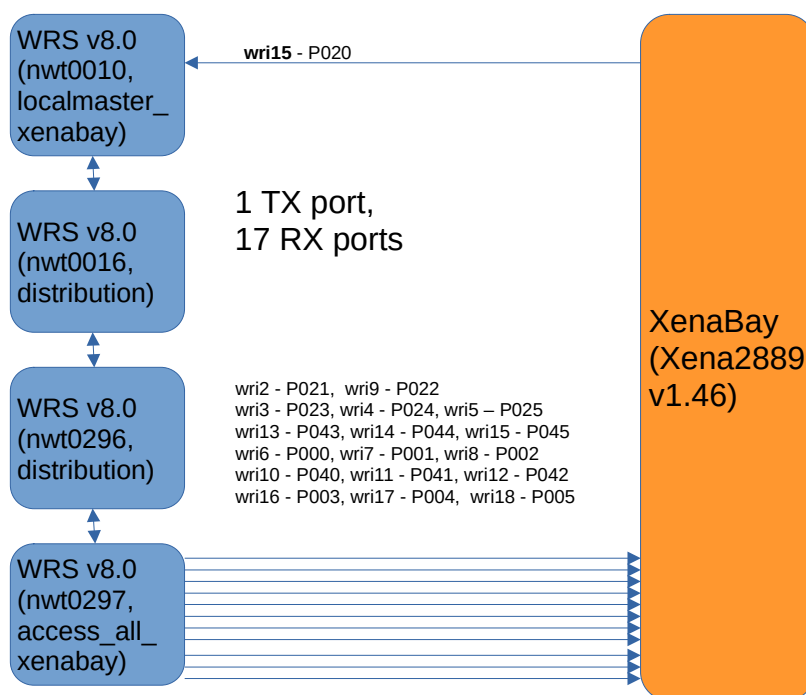 WRS v8.0
(nwt0010,
localmaster_
xenabay)
wri15 - P020
WRS v8.0
(nwt0016,
distribution)
1 TX port,
17 RX ports
XenaBay
(Xena2889
v1.46)
WRS v8.0
(nwt0296,
distribution)
wri2 - P021, wri9 - P022
wri3 - P023, wri4 - P024, wri5 – P025
wri13 - P043, wri14 - P044, wri15 - P045
wri6 - P000, wri7 - P001, wri8 - P002
wri10 - P040, wri11 - P041, wri12 - P042
wri16 - P003, wri17 - P004, wri18 - P005
WRS v8.0
(nwt0297,
access_all_
xenabay)